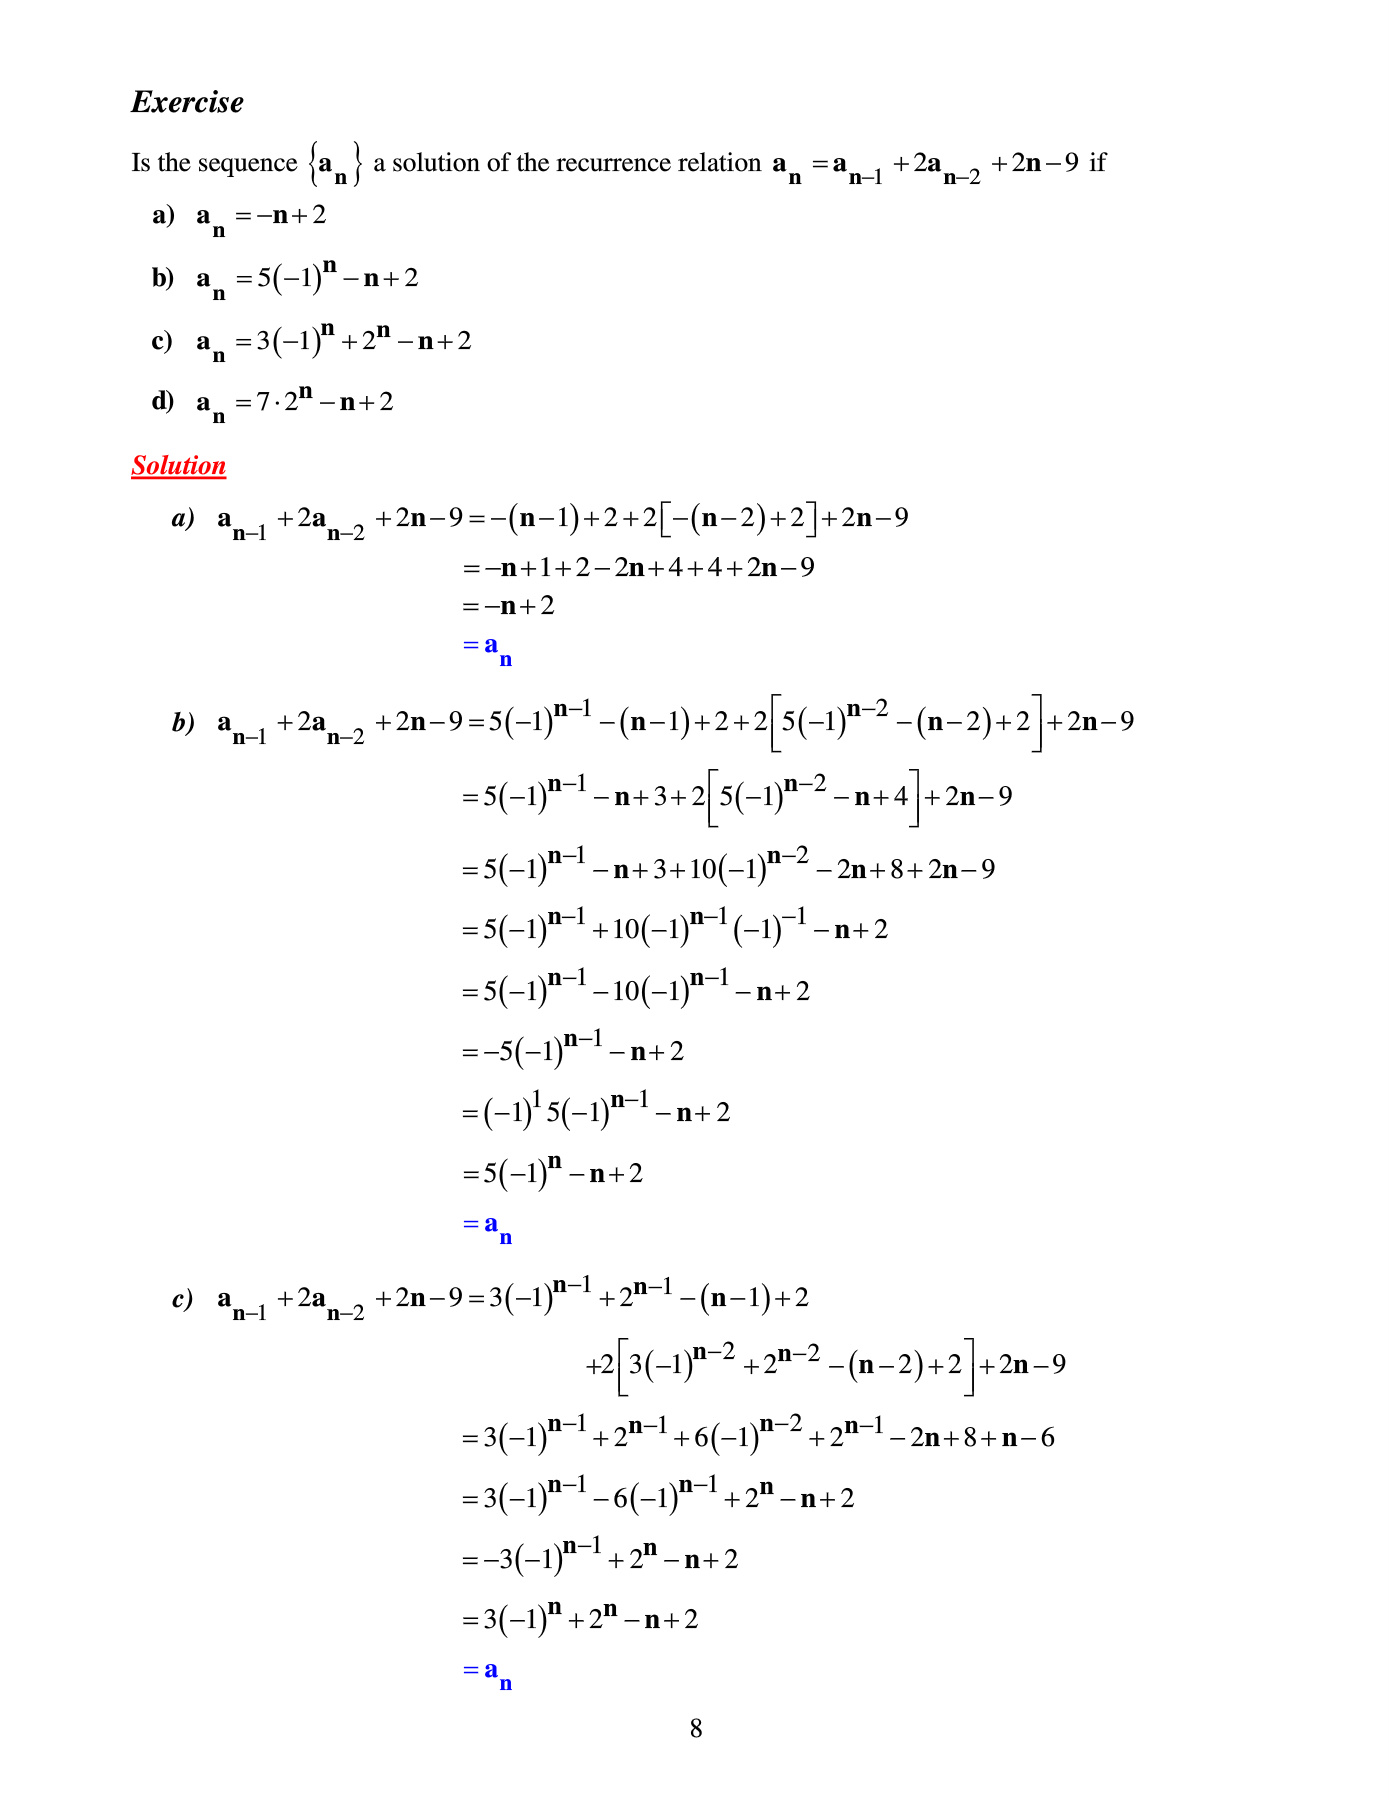 Exercise
Is the sequence {a_n} a solution of the recurrence relation a_n = a_{n–1} + 2a_{n–2} + 2n − 9 if
a) a_n = −n + 2
b) a_n = 5(−1)^n − n + 2
c) a_n = 3(−1)^n + 2^n − n + 2
d) a_n = 7·2^n − n + 2
Solution
a) a_{n–1} + 2a_{n–2} + 2n − 9 = −(n−1) + 2 + 2[−(n−2) + 2] + 2n − 9
= −n + 1 + 2 − 2n + 4 + 4 + 2n − 9
= −n + 2
= a_n
b) a_{n–1} + 2a_{n–2} + 2n − 9 = 5(−1)^{n–1} − (n−1) + 2 + 2[5(−1)^{n–2} − (n−2) + 2] + 2n − 9
= 5(−1)^{n–1} − n + 3 + 2[5(−1)^{n–2} − n + 4] + 2n − 9
= 5(−1)^{n–1} − n + 3 + 10(−1)^{n–2} − 2n + 8 + 2n − 9
= 5(−1)^{n–1} + 10(−1)^{n–1}(−1)^{–1} − n + 2
= 5(−1)^{n–1} − 10(−1)^{n–1} − n + 2
= −5(−1)^{n–1} − n + 2
= (−1)^1 5(−1)^{n–1} − n + 2
= 5(−1)^n − n + 2
= a_n
c) a_{n–1} + 2a_{n–2} + 2n − 9 = 3(−1)^{n–1} + 2^{n–1} − (n−1) + 2
+2[3(−1)^{n–2} + 2^{n–2} − (n−2) + 2] + 2n − 9
= 3(−1)^{n–1} + 2^{n–1} + 6(−1)^{n–2} + 2^{n–1} − 2n + 8 + n − 6
= 3(−1)^{n–1} − 6(−1)^{n–1} + 2^n − n + 2
= −3(−1)^{n–1} + 2^n − n + 2
= 3(−1)^n + 2^n − n + 2
= a_n
8